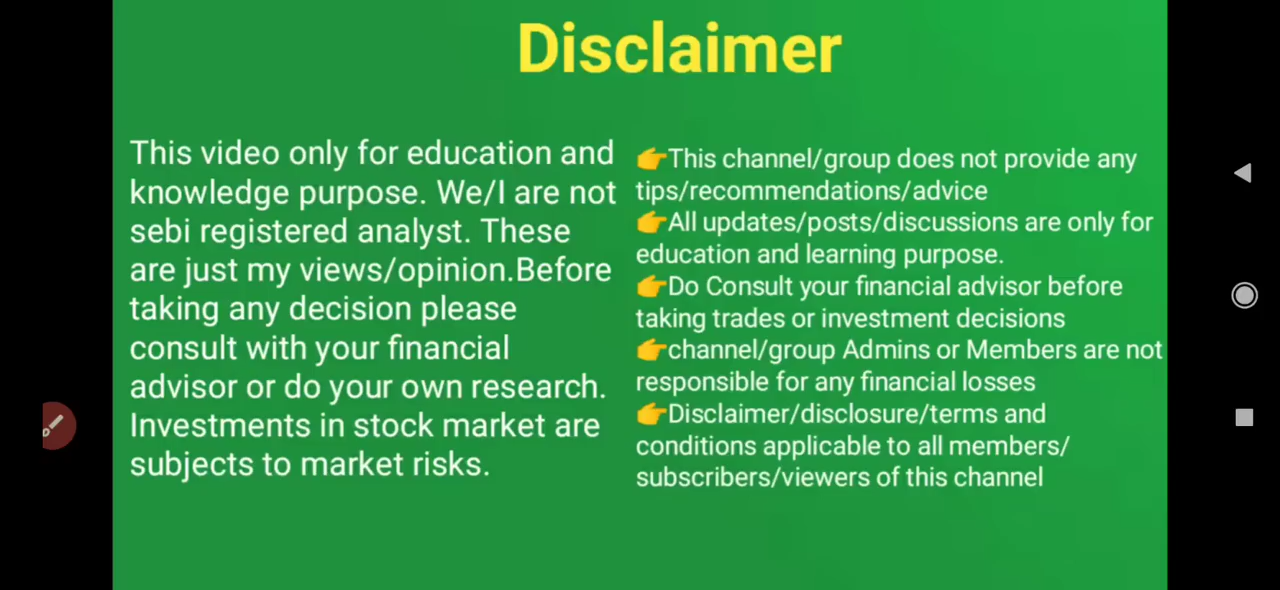 Disclaimer
This video only for education and
knowledge purpose. We/I are not
sebi registered analyst. These
are just my views/opinion.Before
taking any decision please
consult with your financial
advisor or do your own research.
Investments in stock market are
subjects to market risks.
👉This channel/group does not provide any
tips/recommendations/advice
👉All updates/posts/discussions are only for
education and learning purpose.
👉Do Consult your financial advisor before
taking trades or investment decisions
👉channel/group Admins or Members are not
responsible for any financial losses
👉Disclaimer/disclosure/terms and
conditions applicable to all members/
subscribers/viewers of this channel